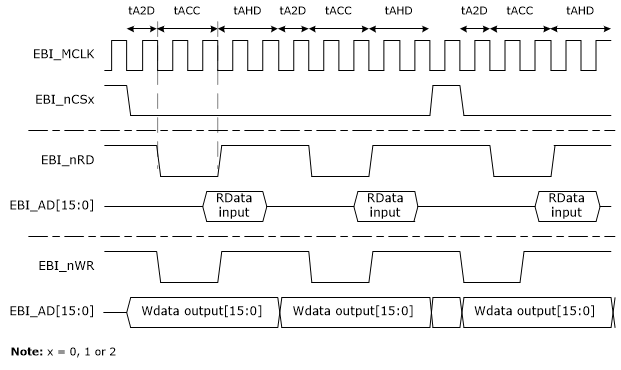 tA2D tACC tAHD tA2D tACC tAHD tA2D tACC tAHD
EBI_MCLK
EBI_nCSx
EBI_nRD
EBI_AD[15:0] RData input RData input RData input
EBI_nWR
EBI_AD[15:0] Wdata output[15:0] Wdata output[15:0] Wdata output[15:0]
Note: x = 0, 1 or 2